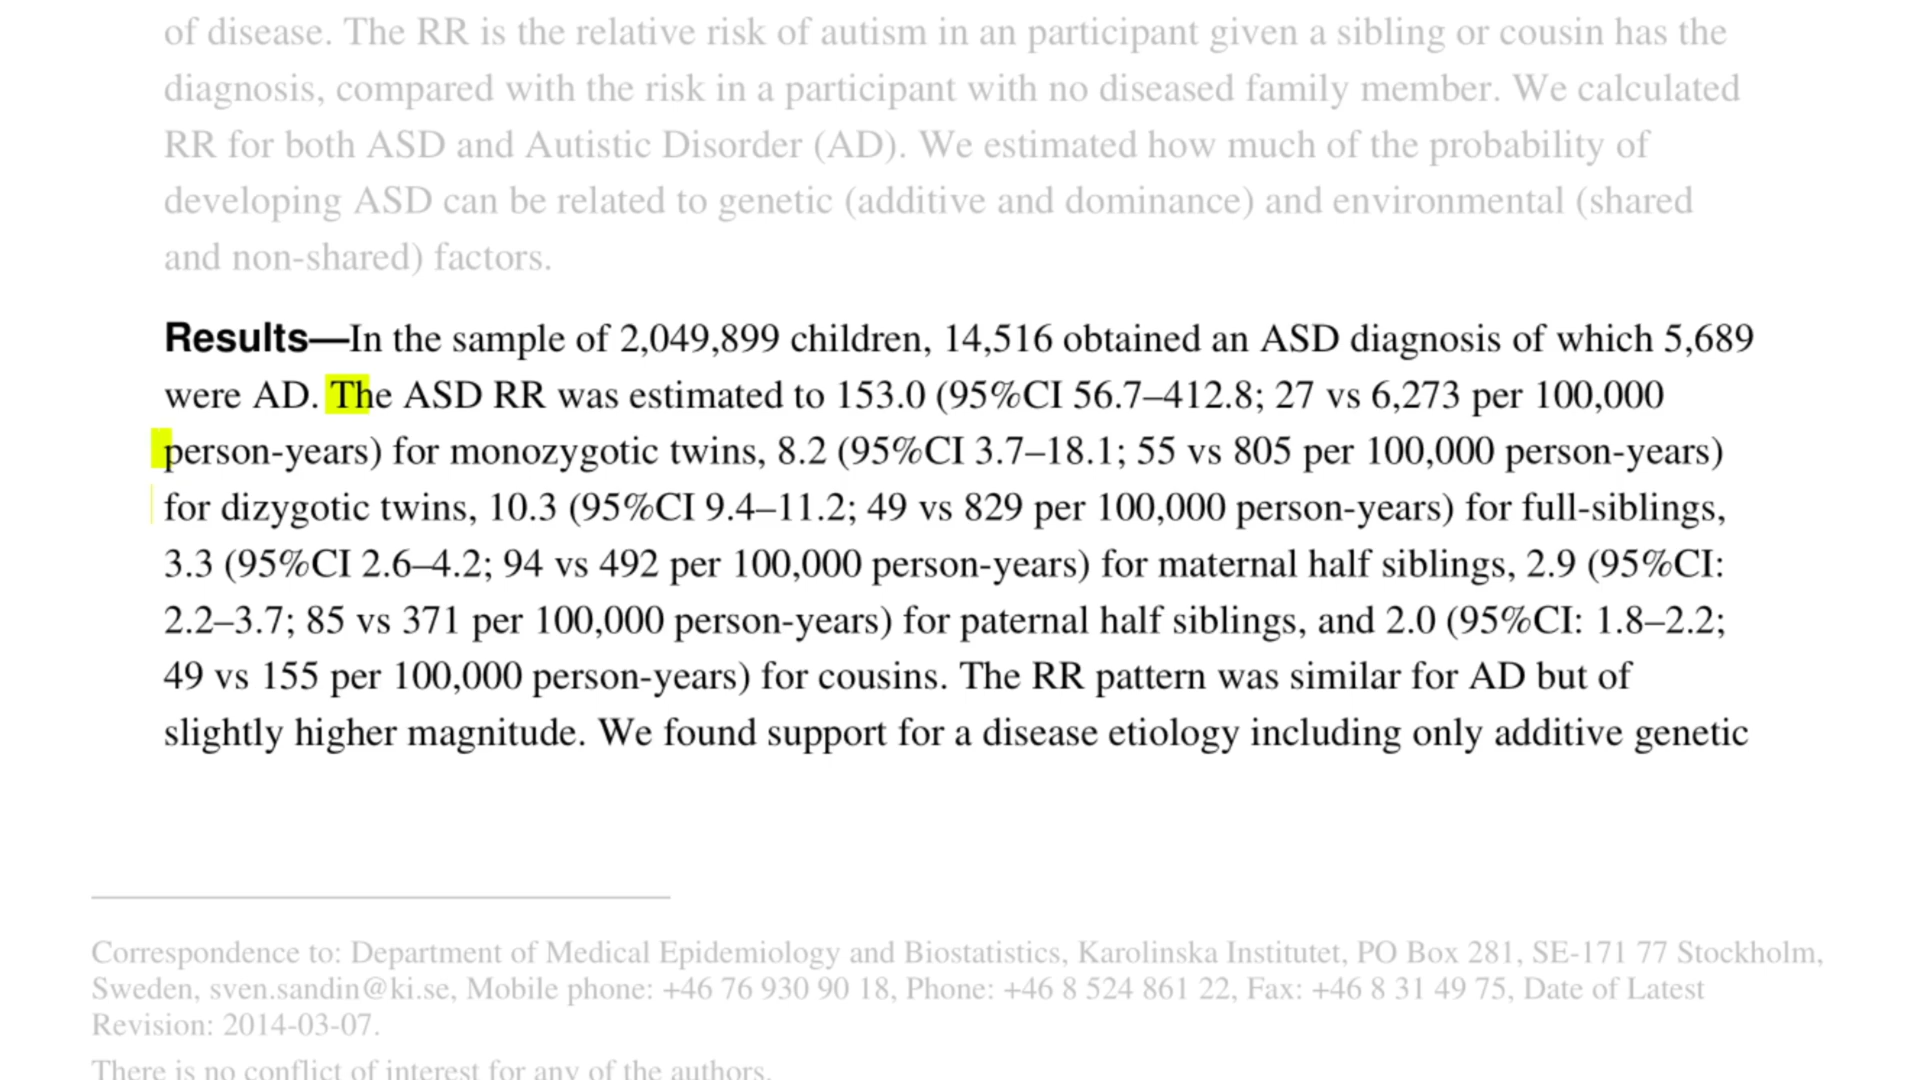 of disease. The RR is the relative risk of autism in an participant given a sibling or cousin has the
diagnosis, compared with the risk in a participant with no diseased family member. We calculated
RR for both ASD and Autistic Disorder (AD). We estimated how much of the probability of
developing ASD can be related to genetic (additive and dominance) and environmental (shared
and non-shared) factors.
Results—In the sample of 2,049,899 children, 14,516 obtained an ASD diagnosis of which 5,689
were AD. The ASD RR was estimated to 153.0 (95%CI 56.7–412.8; 27 vs 6,273 per 100,000
person-years) for monozygotic twins, 8.2 (95%CI 3.7–18.1; 55 vs 805 per 100,000 person-years)
for dizygotic twins, 10.3 (95%CI 9.4–11.2; 49 vs 829 per 100,000 person-years) for full-siblings,
3.3 (95%CI 2.6–4.2; 94 vs 492 per 100,000 person-years) for maternal half siblings, 2.9 (95%CI:
2.2–3.7; 85 vs 371 per 100,000 person-years) for paternal half siblings, and 2.0 (95%CI: 1.8–2.2;
49 vs 155 per 100,000 person-years) for cousins. The RR pattern was similar for AD but of
slightly higher magnitude. We found support for a disease etiology including only additive genetic
Correspondence to: Department of Medical Epidemiology and Biostatistics, Karolinska Institutet, PO Box 281, SE-171 77 Stockholm,
Sweden, sven.sandin@ki.se, Mobile phone: +46 76 930 90 18, Phone: +46 8 524 861 22, Fax: +46 8 31 49 75, Date of Latest
Revision: 2014-03-07.
There is no conflict of interest for any of the authors.